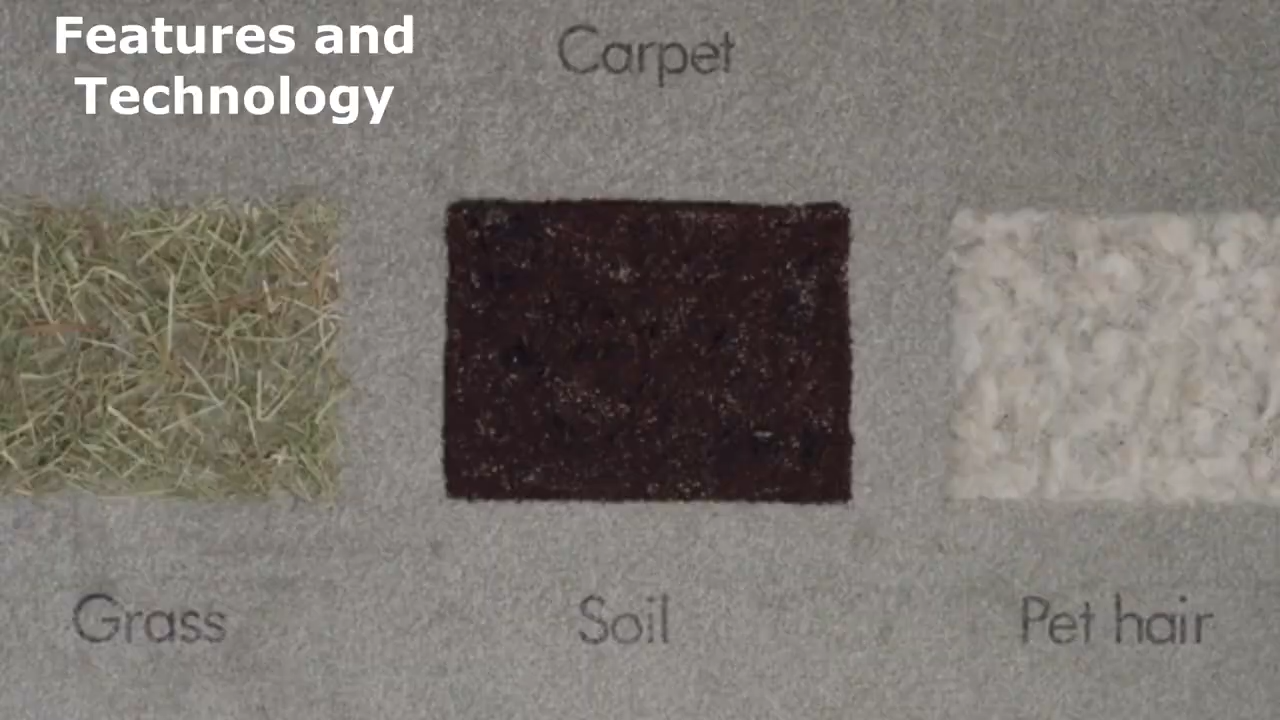 Features and
Technology
Carpet
Grass
Soil
Pet hair